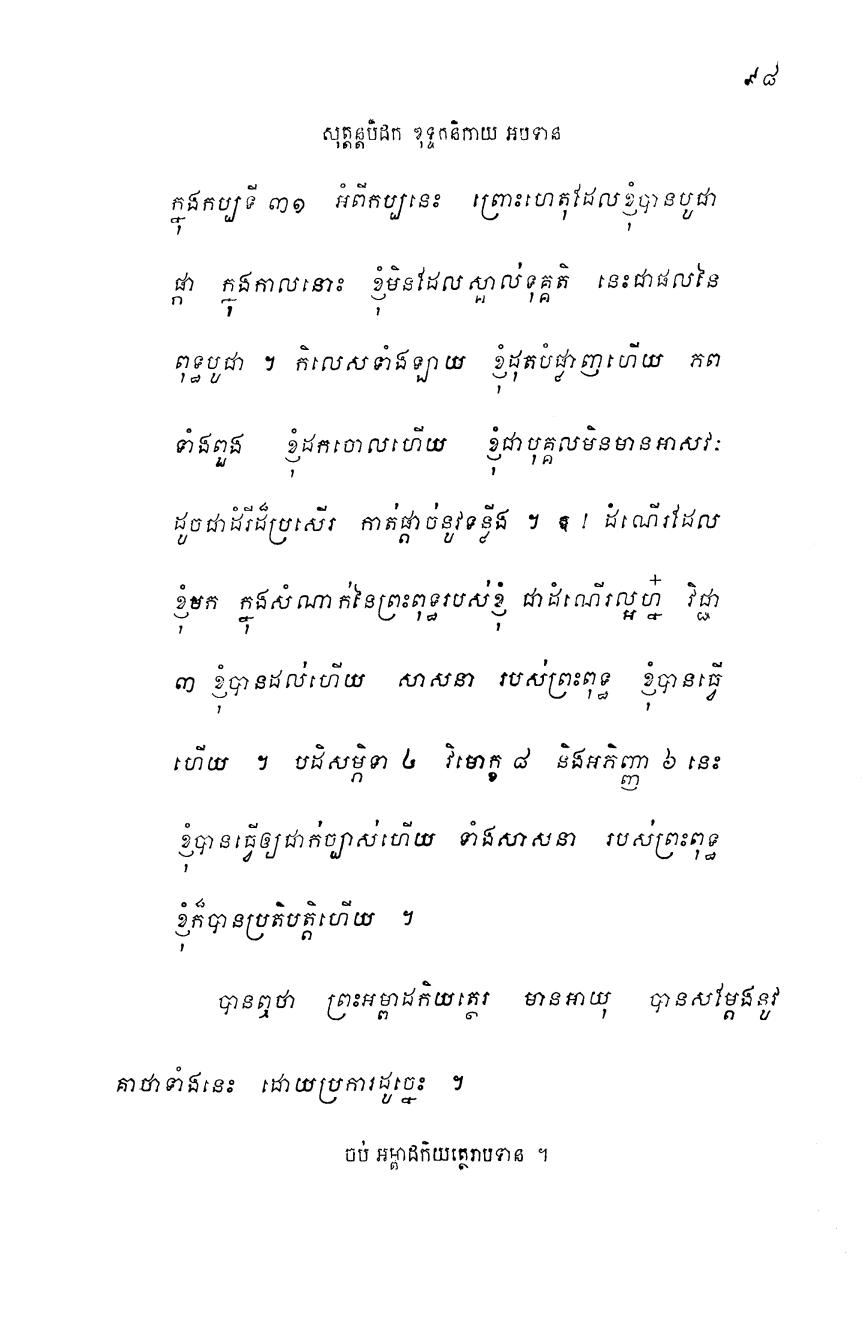 ៩៨
សុត្តន្តបិដក ខុទ្ទកនិកាយ អបទាន
ក្នុងកប្បទី ៣១ អំពីកប្បនេះ ព្រោះហេតុដែលខ្ញុំបានបូជា
ផ្កា ក្នុងកាលនោះ ខ្ញុំមិនដែលស្គាល់ទុគ្គតិ នេះជាផលនៃ
ពុទ្ធបូជា ។ កិលេសទាំងឡាយ ខ្ញុំដុតបំផ្លាញហើយ ភព
ទាំងពួង ខ្ញុំដកចោលហើយ ខ្ញុំជាបុគ្គលមិនមានអាសវៈ
ដូចជាដំរីដ៏ប្រសើរ កាត់ផ្តាច់នូវទន្លីង ។ ឱ! ដំណើរដែល
ខ្ញុំមក ក្នុងសំណាក់នៃព្រះពុទ្ធរបស់ខ្ញុំ ជាដំណើរល្អហ្ន៎ វិជ្ជា
៣ ខ្ញុំបានដល់ហើយ សាសនា របស់ព្រះពុទ្ធ ខ្ញុំបានធ្វើ
ហើយ ។ បដិសម្ភិទា ៤ វិមោក្ខ ៨ និងអភិញ្ញា ៦ នេះ
ខ្ញុំបានធ្វើឲ្យជាក់ច្បាស់ហើយ ទាំងសាសនា របស់ព្រះពុទ្ធ
ខ្ញុំក៏បានប្រតិបត្តិហើយ ។
បានឮថា ព្រះអម្ពាដកិយត្ថេរ មានអាយុ បានសម្តែងនូវ
គាថាទាំងនេះ ដោយប្រការដូច្នេះ ។
ចប់ អម្ពាដកិយត្ថេរាបទាន ។